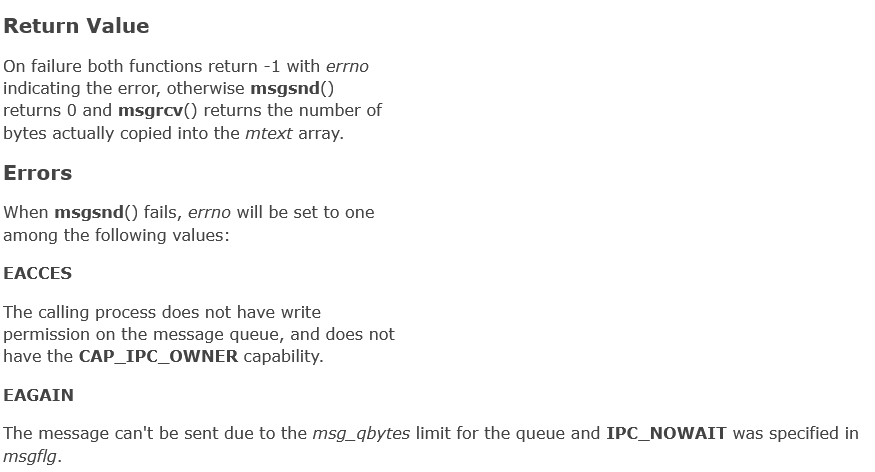 Return Value
On failure both functions return -1 with errno
indicating the error, otherwise msgsnd()
returns 0 and msgrcv() returns the number of
bytes actually copied into the mtext array.
Errors
When msgsnd() fails, errno will be set to one
among the following values:
EACCES
The calling process does not have write
permission on the message queue, and does not
have the CAP_IPC_OWNER capability.
EAGAIN
The message can't be sent due to the msg_qbytes limit for the queue and IPC_NOWAIT was specified in
msgflg.